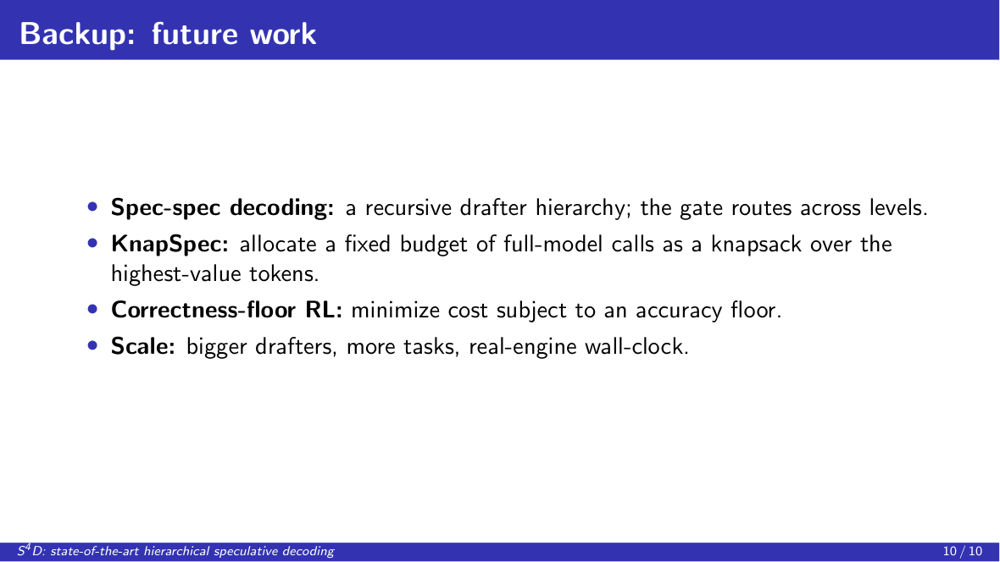 Backup: future work
• Spec-spec decoding: a recursive drafter hierarchy; the gate routes across levels.
• KnapSpec: allocate a fixed budget of full-model calls as a knapsack over the
highest-value tokens.
• Correctness-floor RL: minimize cost subject to an accuracy floor.
• Scale: bigger drafters, more tasks, real-engine wall-clock.
S⁴D: state-of-the-art hierarchical speculative decoding
10 / 10